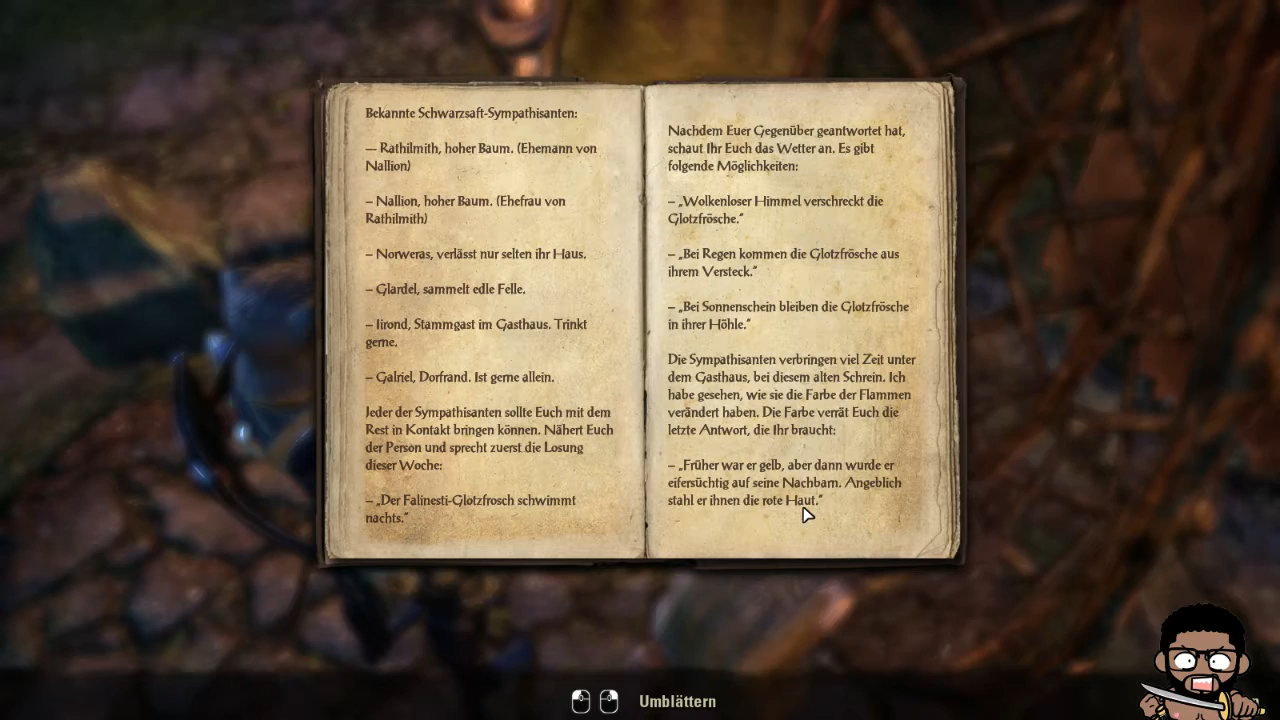 Bekannte Schwarzsaft-Sympathisanten:
— Rathilmith, hoher Baum. (Ehemann von
Nallion)
– Nallion, hoher Baum. (Ehefrau von
Rathilmith)
– Norweras, verlässt nur selten ihr Haus.
– Glardel, sammelt edle Felle.
– Iirond, Stammgast im Gasthaus. Trinkt
gerne.
– Galriel, Dorfrand. Ist gerne allein.
Jeder der Sympathisanten sollte Euch mit dem
Rest in Kontakt bringen können. Nähert Euch
der Person und sprecht zuerst die Losung
dieser Woche:
– „Der Falinesti-Glotzfrosch schwimmt
nachts.“
Nachdem Euer Gegenüber geantwortet hat,
schaut Ihr Euch das Wetter an. Es gibt
folgende Möglichkeiten:
– „Wolkenloser Himmel verschreckt die
Glotzfrösche.“
– „Bei Regen kommen die Glotzfrösche aus
ihrem Versteck.“
– „Bei Sonnenschein bleiben die Glotzfrösche
in ihrer Höhle.“
Die Sympathisanten verbringen viel Zeit unter
dem Gasthaus, bei diesem alten Schrein. Ich
habe gesehen, wie sie die Farbe der Flammen
verändert haben. Die Farbe verrät Euch die
letzte Antwort, die Ihr braucht:
– „Früher war er gelb, aber dann wurde er
eifersüchtig auf seine Nachbarn. Angeblich
stahl er ihnen die rote Haut.“
Umblättern